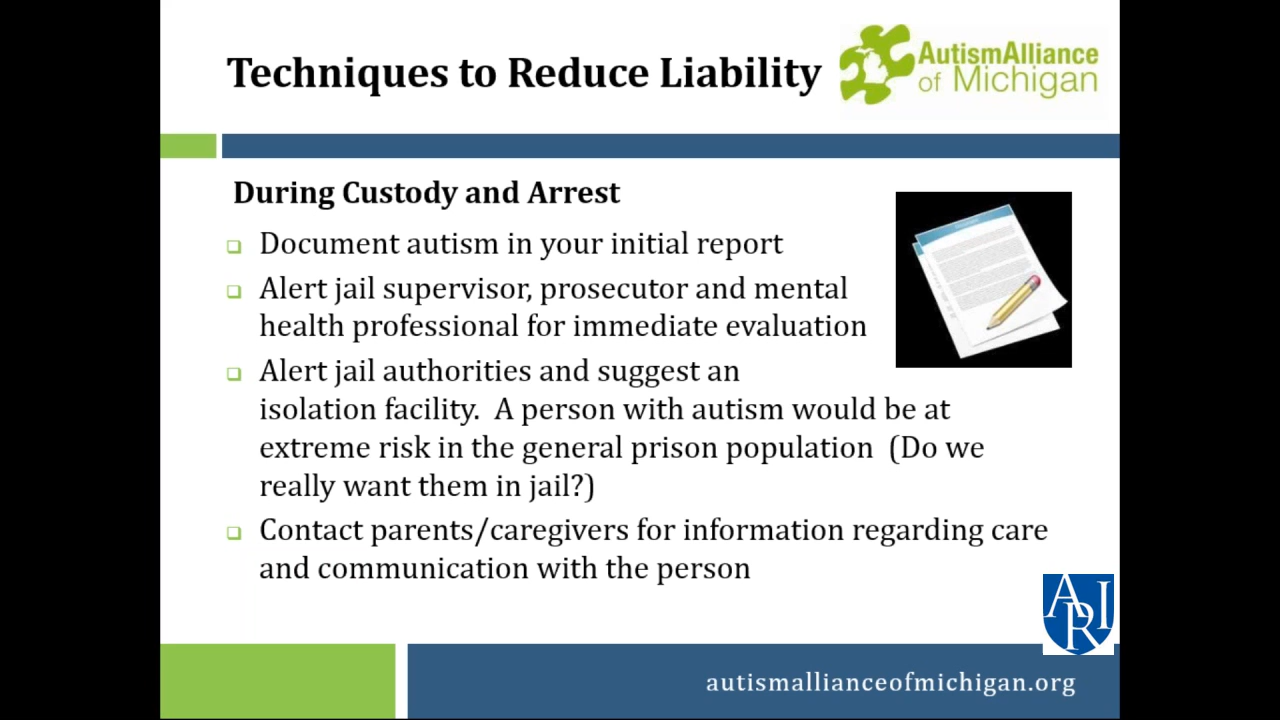 Techniques to Reduce Liability
AutismAlliance
of Michigan
During Custody and Arrest
Document autism in your initial report
Alert jail supervisor, prosecutor and mental
health professional for immediate evaluation
Alert jail authorities and suggest an
isolation facility.  A person with autism would be at
extreme risk in the general prison population  (Do we
really want them in jail?)
Contact parents/caregivers for information regarding care
and communication with the person
ARI
autismallianceofmichigan.org